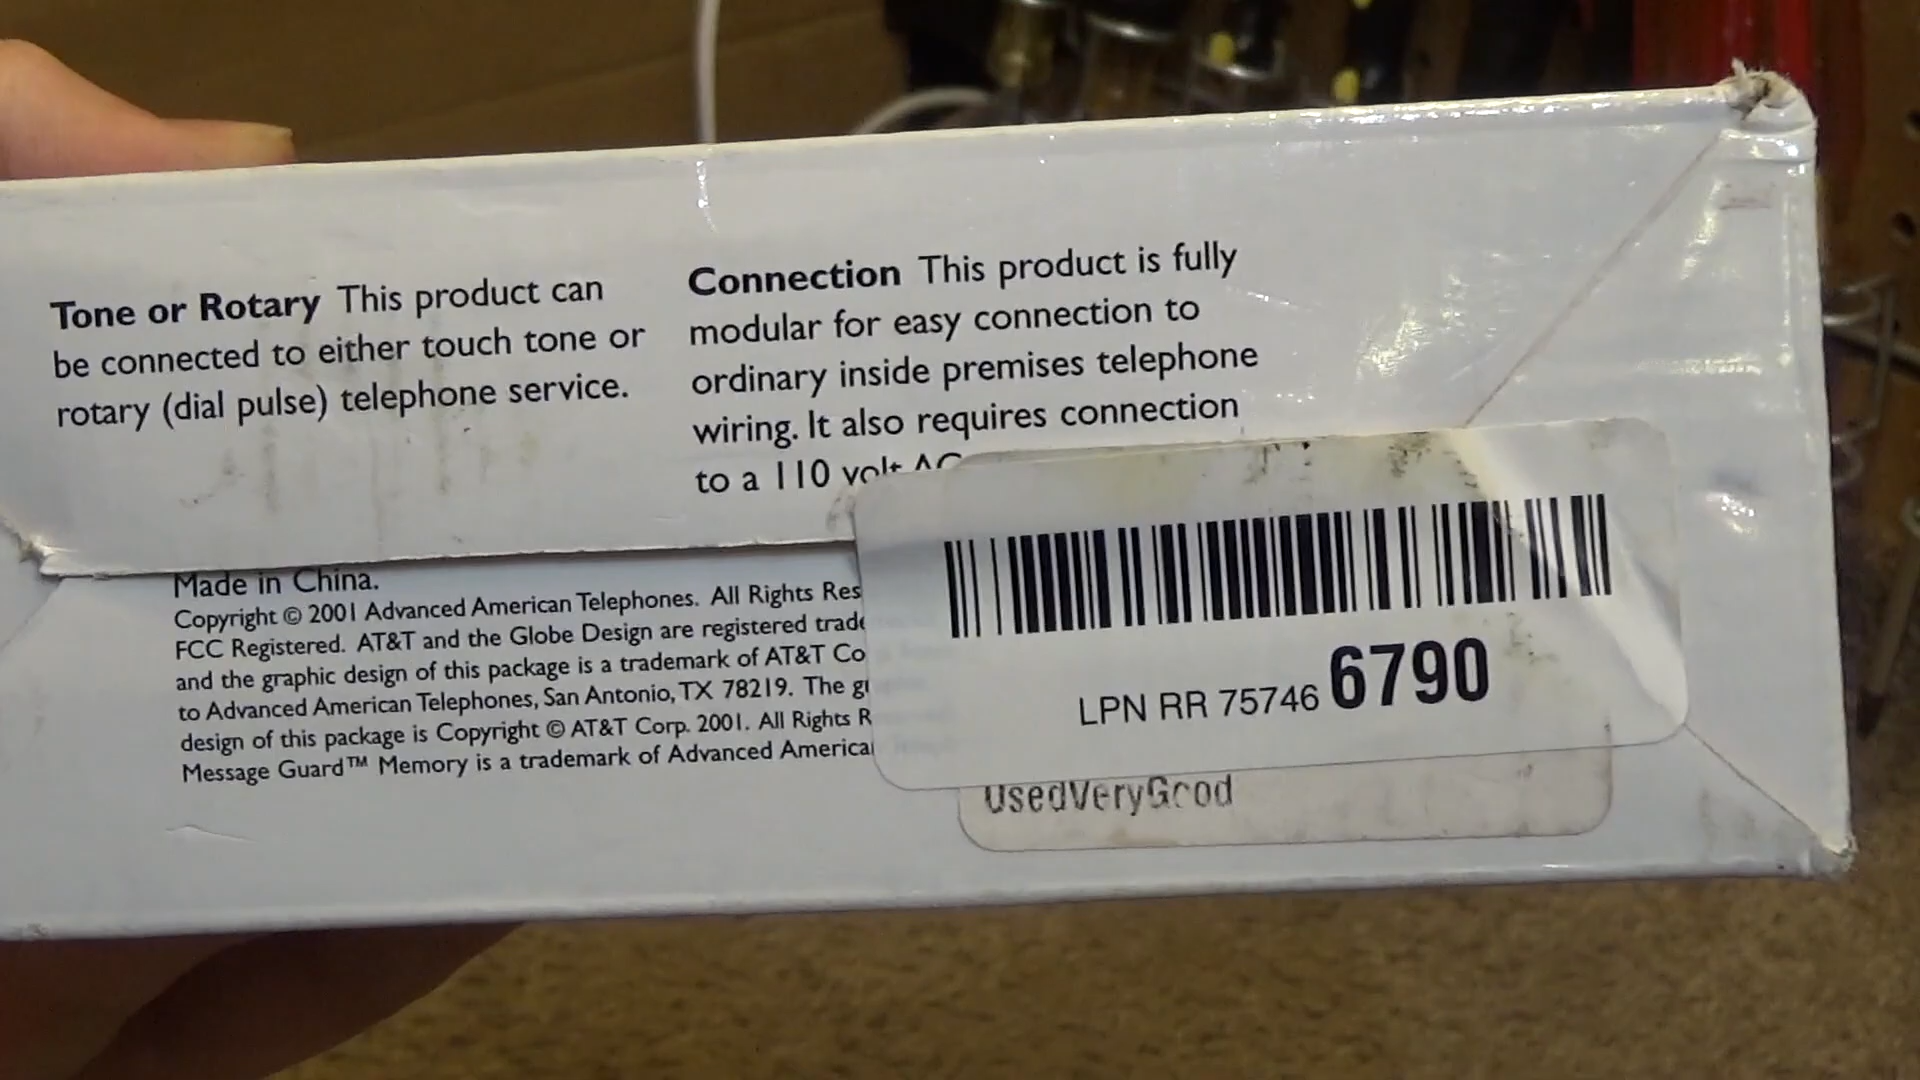 Tone or Rotary This product can
be connected to either touch tone or
rotary (dial pulse) telephone service.
Connection This product is fully
modular for easy connection to
ordinary inside premises telephone
wiring. It also requires connection
to a 110 volt AC
Made in China.
Copyright © 2001 Advanced American Telephones. All Rights Res
FCC Registered. AT&T and the Globe Design are registered trade
and the graphic design of this package is a trademark of AT&T Co
to Advanced American Telephones, San Antonio, TX 78219. The gr
design of this package is Copyright © AT&T Corp. 2001. All Rights R
Message Guard™ Memory is a trademark of Advanced America
LPN RR 75746 6790
UsedVeryGood